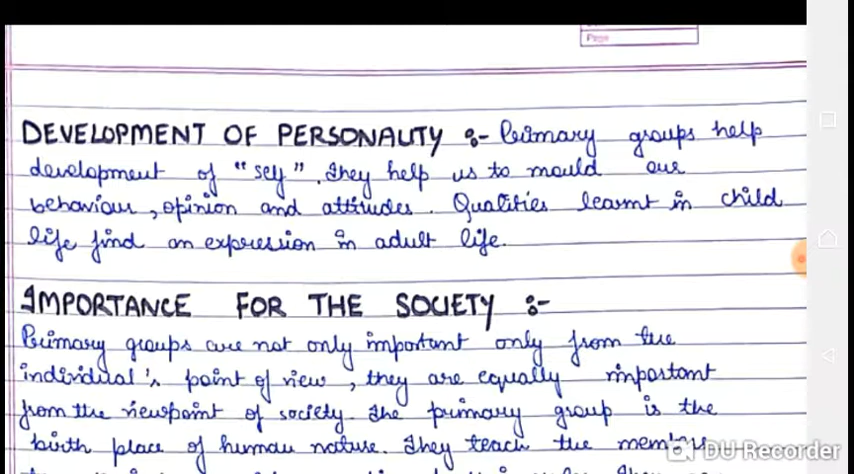 Page
DEVELOPMENT OF PERSONALITY :- Primary groups help
development of "self". They help us to mould our
behaviour, opinion and attitudes. Qualities learnt in child
life find an expression in adult life.
IMPORTANCE FOR THE SOCIETY :-
Primary groups are not only important only from the
individual's point of view, they are equally important
from the viewpoint of society. The primary group is the
birth place of human nature. They teach the members
DU Recorder